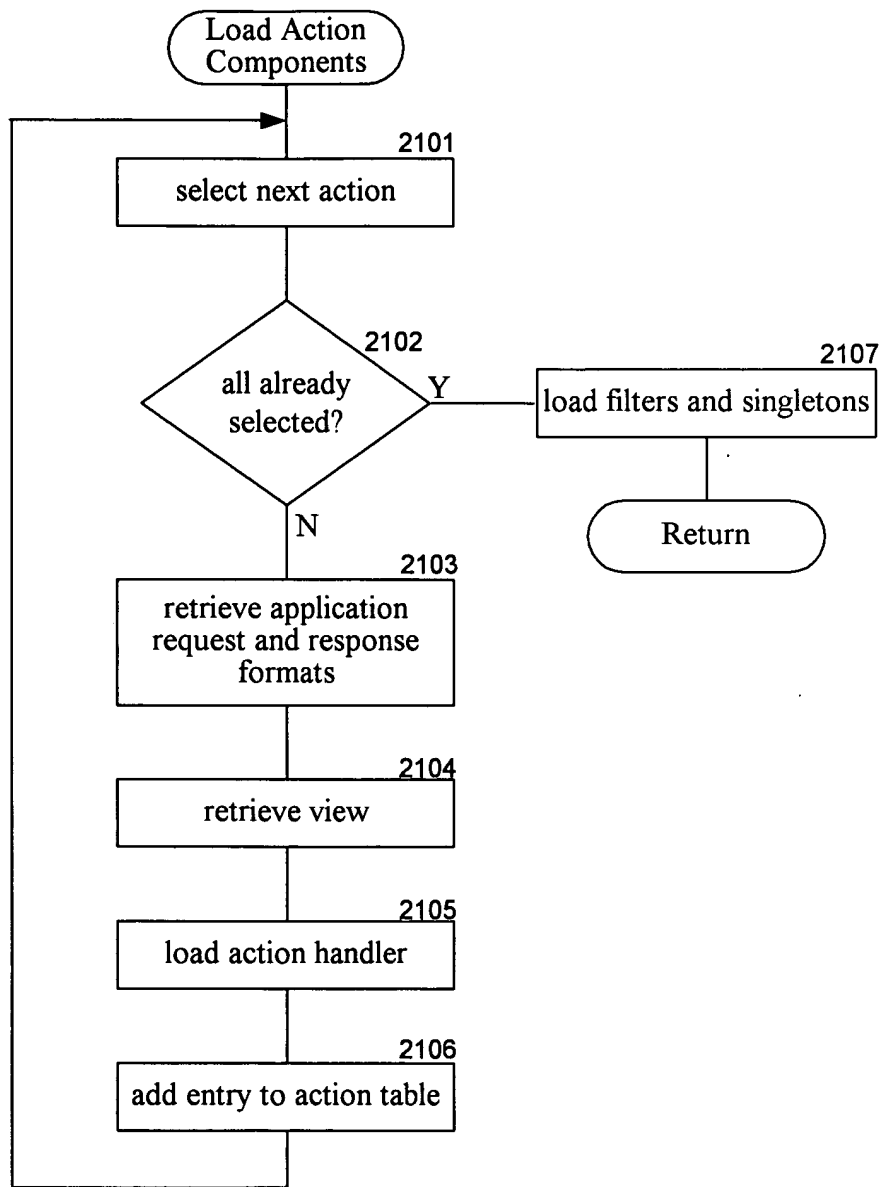 Load Action
Components
2101
select next action
2102
all already
selected?
Y
2107
load filters and singletons
Return
N
2103
retrieve application
request and response
formats
2104
retrieve view
2105
load action handler
2106
add entry to action table